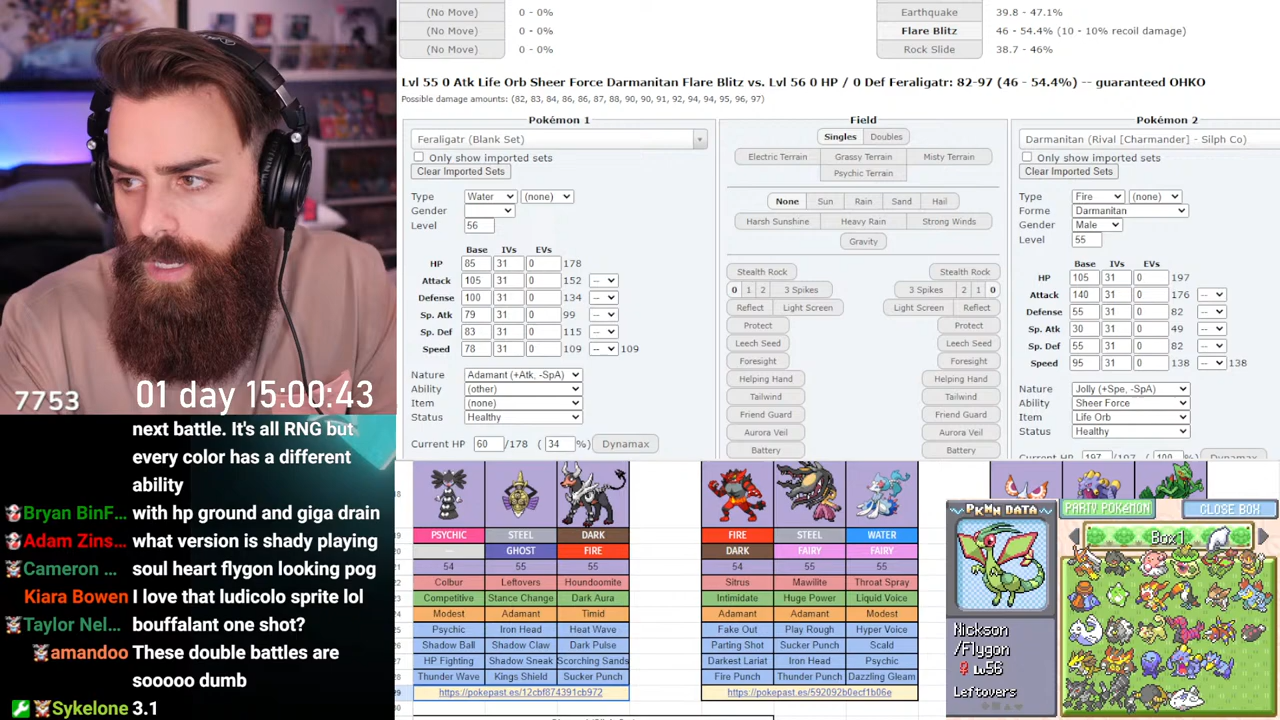 (No Move) 0 - 0% Earthquake 39.8 - 47.1%
(No Move) 0 - 0% Flare Blitz 46 - 54.4% (10 - 10% recoil damage)
(No Move) 0 - 0% Rock Slide 38.7 - 46%
Lvl 55 0 Atk Life Orb Sheer Force Darmanitan Flare Blitz vs. Lvl 56 0 HP / 0 Def Feraligatr: 82-97 (46 - 54.4%) -- guaranteed OHKO
Possible damage amounts: (82, 83, 84, 86, 86, 87, 88, 90, 90, 91, 92, 94, 94, 95, 96, 97)
Pokémon 1
Feraligatr (Blank Set)
Only show imported sets
Clear Imported Sets
Type Water (none)
Gender
Level 56
Base IVs EVs
HP 85 31 0 178
Attack 105 31 0 152 --
Defense 100 31 0 134 --
Sp. Atk 79 31 0 99 --
Sp. Def 83 31 0 115 --
Speed 78 31 0 109 -- 109
Nature Adamant (+Atk, -SpA)
Ability (other)
Item (none)
Status Healthy
Current HP 60 /178 ( 34 %) Dynamax
Field
Singles Doubles
Electric Terrain Grassy Terrain Misty Terrain
Psychic Terrain
None Sun Rain Sand Hail
Harsh Sunshine Heavy Rain Strong Winds
Gravity
Stealth Rock Stealth Rock
0 1 2 3 Spikes 3 Spikes 2 1 0
Reflect Light Screen Light Screen Reflect
Protect Protect
Leech Seed Leech Seed
Foresight Foresight
Helping Hand Helping Hand
Tailwind Tailwind
Friend Guard Friend Guard
Aurora Veil Aurora Veil
Battery Battery
Pokémon 2
Darmanitan (Rival [Charmander] - Silph Co)
Only show imported sets
Clear Imported Sets
Type Fire (none)
Forme Darmanitan
Gender Male
Level 55
Base IVs EVs
HP 105 31 0 197
Attack 140 31 0 176 --
Defense 55 31 0 82 --
Sp. Atk 30 31 0 49 --
Sp. Def 55 31 0 82 --
Speed 95 31 0 138 -- 138
Nature Jolly (+Spe, -SpA)
Ability Sheer Force
Item Life Orb
Status Healthy
Current HP 197 /197 ( 100 %) Dynamax
7753
01 day 15:00:43
next battle. It's all RNG but
every color has a different
ability
Bryan BinF... with hp ground and giga drain
Adam Zins... what version is shady playing
Cameron ... soul heart flygon looking pog
Kiara Bowen I love that ludicolo sprite lol
Taylor Nel... bouffalant one shot?
amandoo These double battles are
sooooo dumb
Sykelone 3.1
PSYCHIC STEEL DARK FIRE STEEL WATER
— GHOST FIRE DARK FAIRY FAIRY
54 55 55 54 55 55
Colbur Leftovers Houndoomite Sitrus Mawilite Throat Spray
Competitive Stance Change Dark Aura Intimidate Huge Power Liquid Voice
Modest Adamant Timid Adamant Adamant Modest
Psychic Iron Head Heat Wave Fake Out Play Rough Hyper Voice
Shadow Ball Shadow Claw Dark Pulse Parting Shot Sucker Punch Scald
HP Fighting Shadow Sneak Scorching Sands Darkest Lariat Iron Head Psychic
Thunder Wave Kings Shield Sucker Punch Fire Punch Thunder Punch Dazzling Gleam
https://pokepast.es/12cbf874391cb972 https://pokepast.es/592092b0ecf1b06e
PKMN DATA
PARTY POKéMON
CLOSE BOX
Box1
Nickson
/Flygon
♀ Lv56
Leftovers